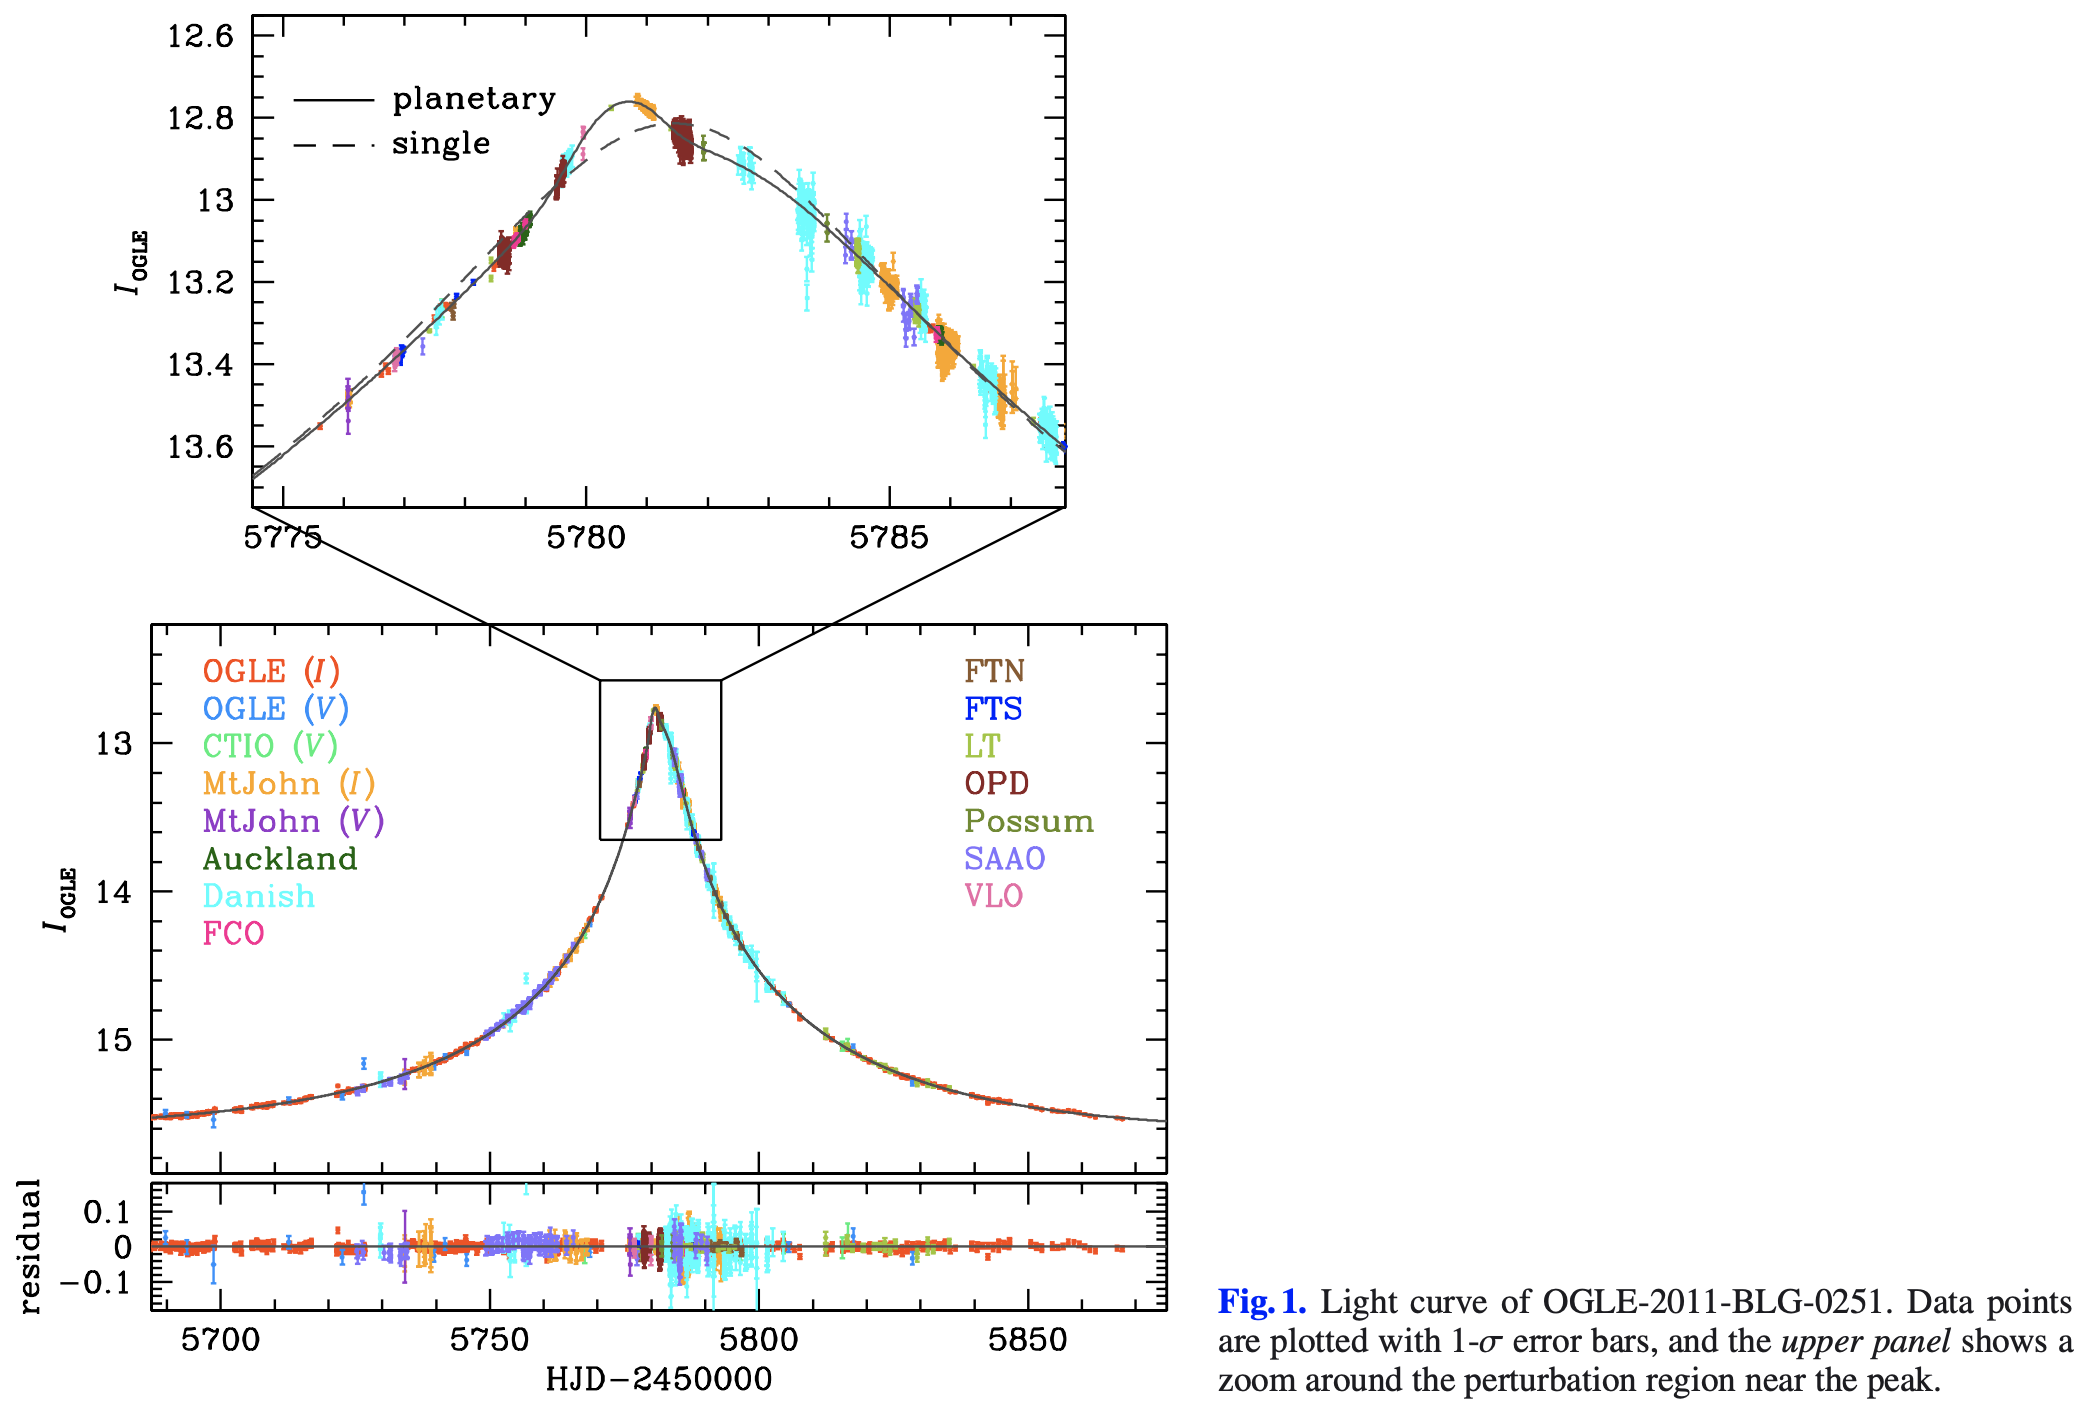 12.6
12.8
13
13.2
13.4
13.6
I OGLE
planetary
single
5775 5780 5785
13
14
15
I OGLE
OGLE (I)
OGLE (V)
CTIO (V)
MtJohn (I)
MtJohn (V)
Auckland
Danish
FCO
FTN
FTS
LT
OPD
Possum
SAAO
VLO
residual
0.1
0
−0.1
5700 5750 5800 5850
HJD−2450000
Fig. 1. Light curve of OGLE-2011-BLG-0251. Data points
are plotted with 1-σ error bars, and the upper panel shows a
zoom around the perturbation region near the peak.